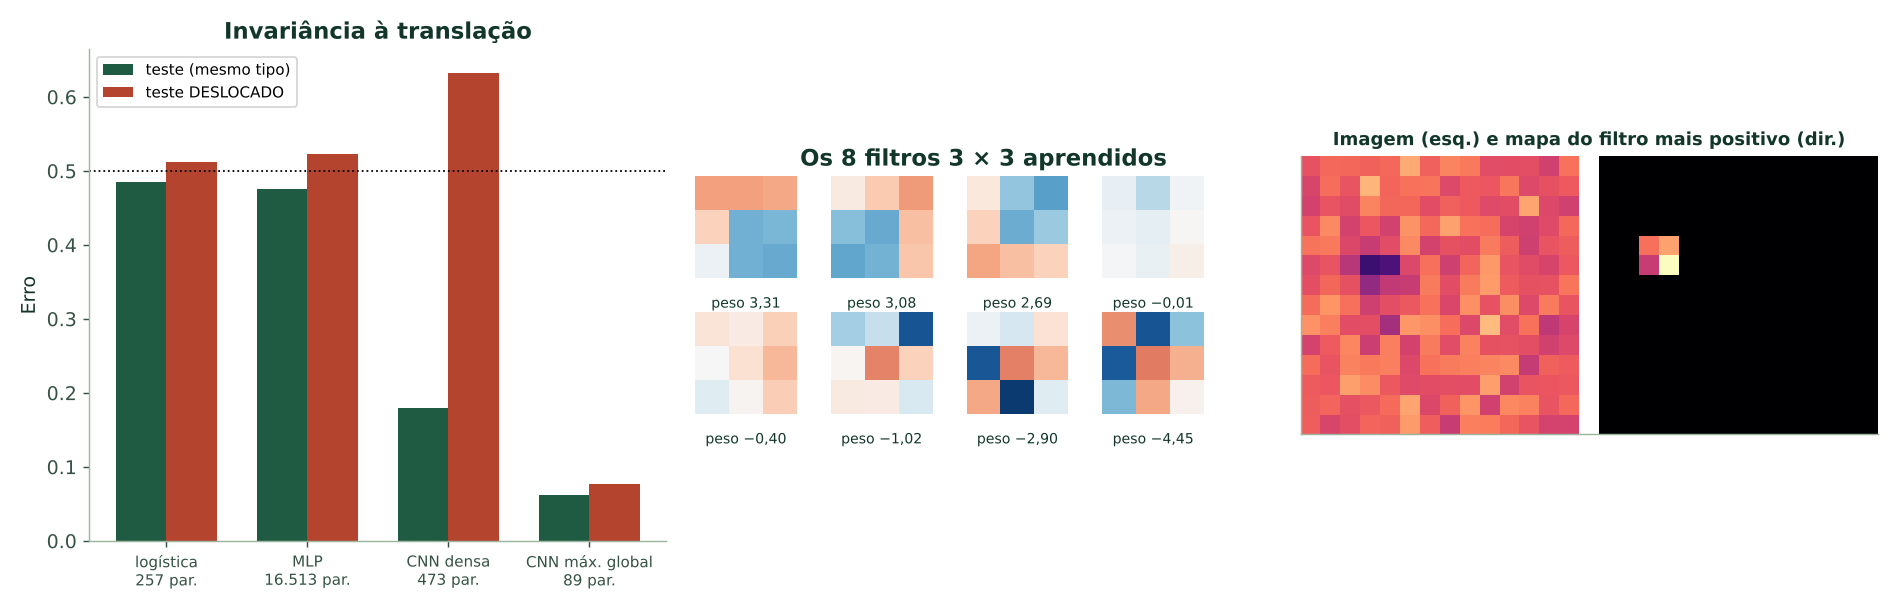 Invariância à translação
teste (mesmo tipo)
teste DESLOCADO
Erro
0.6
0.5
0.4
0.3
0.2
0.1
0.0
logística
257 par.
MLP
16.513 par.
CNN densa
473 par.
CNN máx. global
89 par.
Os 8 filtros 3 × 3 aprendidos
peso 3,31
peso 3,08
peso 2,69
peso −0,01
peso −0,40
peso −1,02
peso −2,90
peso −4,45
Imagem (esq.) e mapa do filtro mais positivo (dir.)